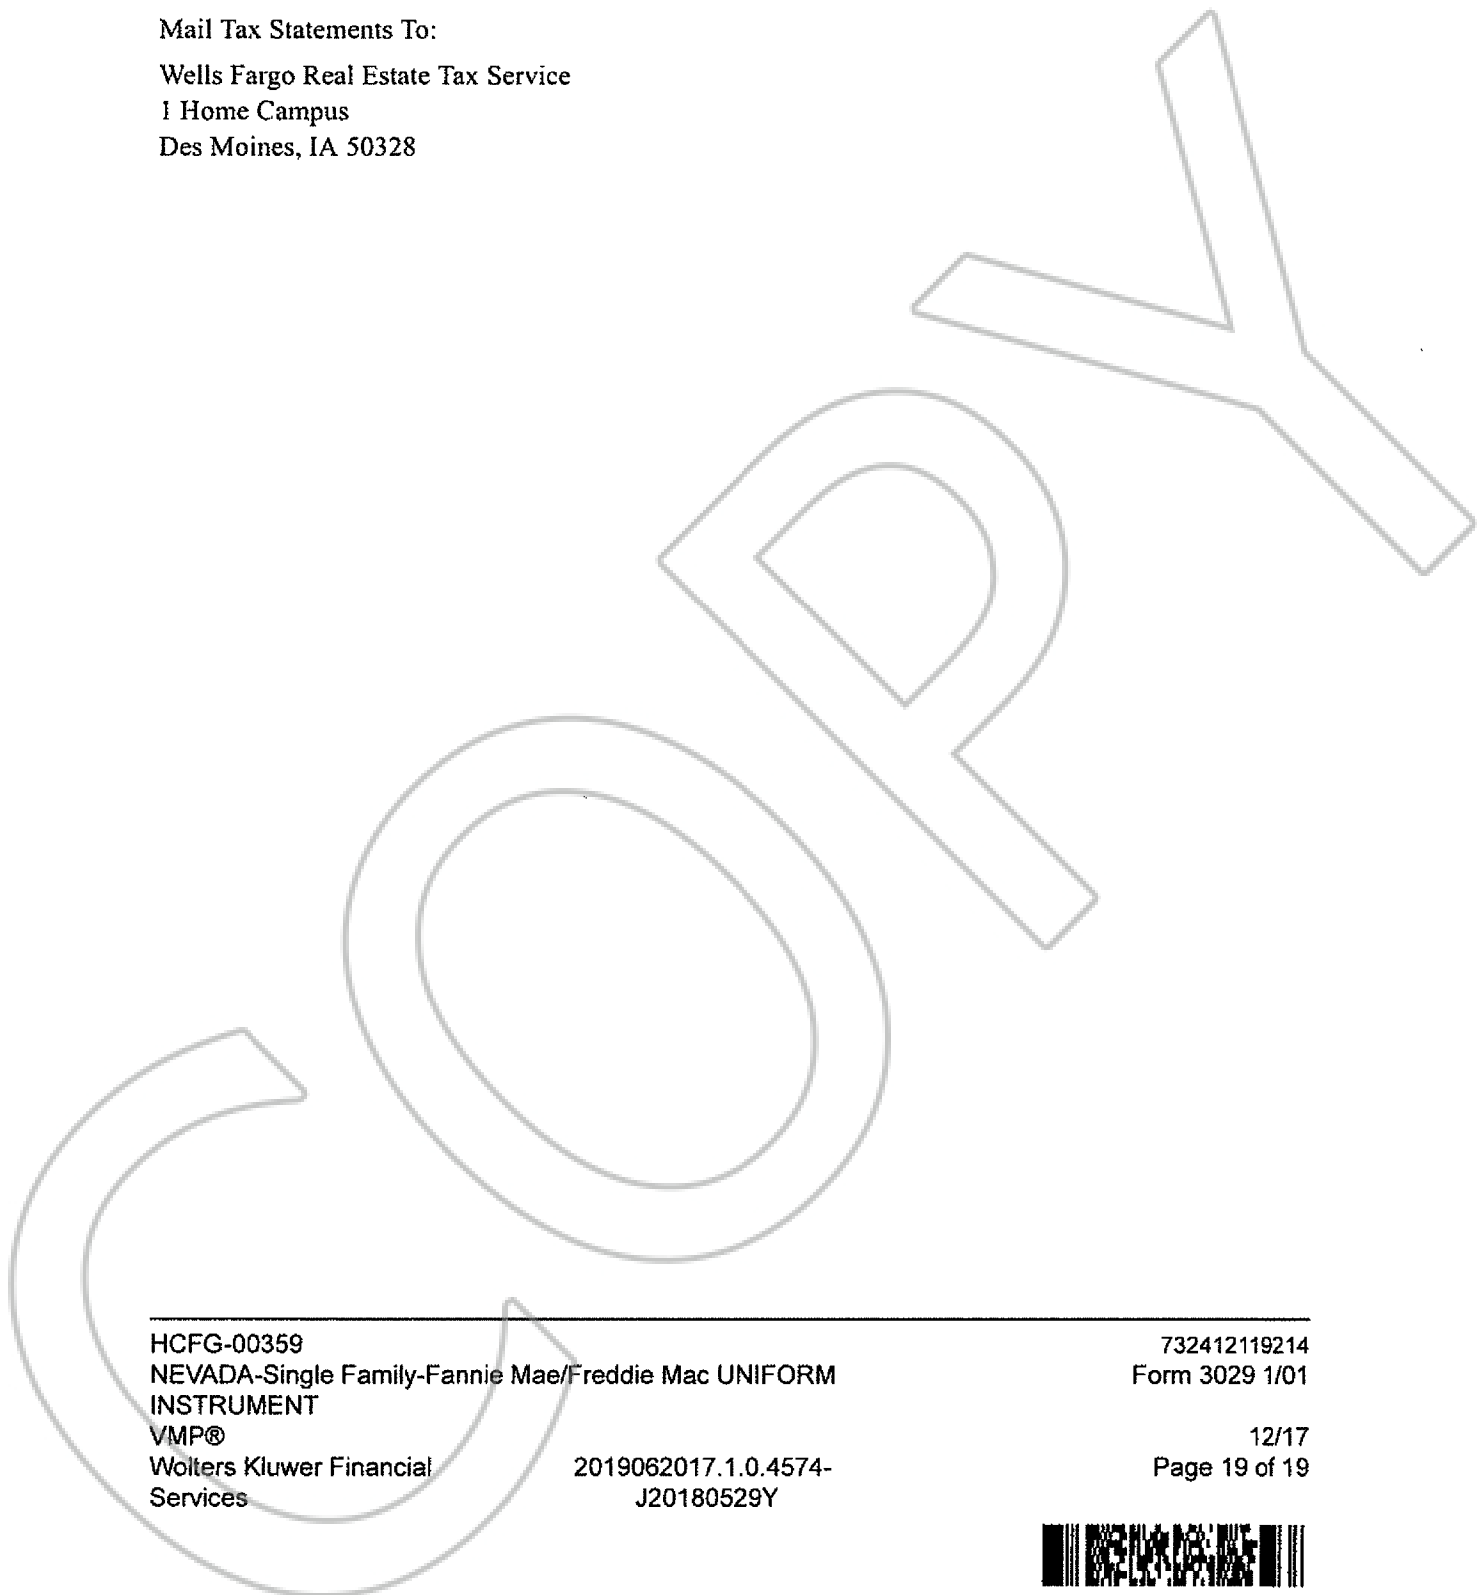 Mail Tax Statements To:
Wells Fargo Real Estate Tax Service
1 Home Campus
Des Moines, IA 50328
COPY
HCFG-00359 732412119214
NEVADA-Single Family-Fannie Mae/Freddie Mac UNIFORM Form 3029 1/01
INSTRUMENT
VMP® 12/17
Wolters Kluwer Financial 2019062017.1.0.4574- Page 19 of 19
Services J20180529Y